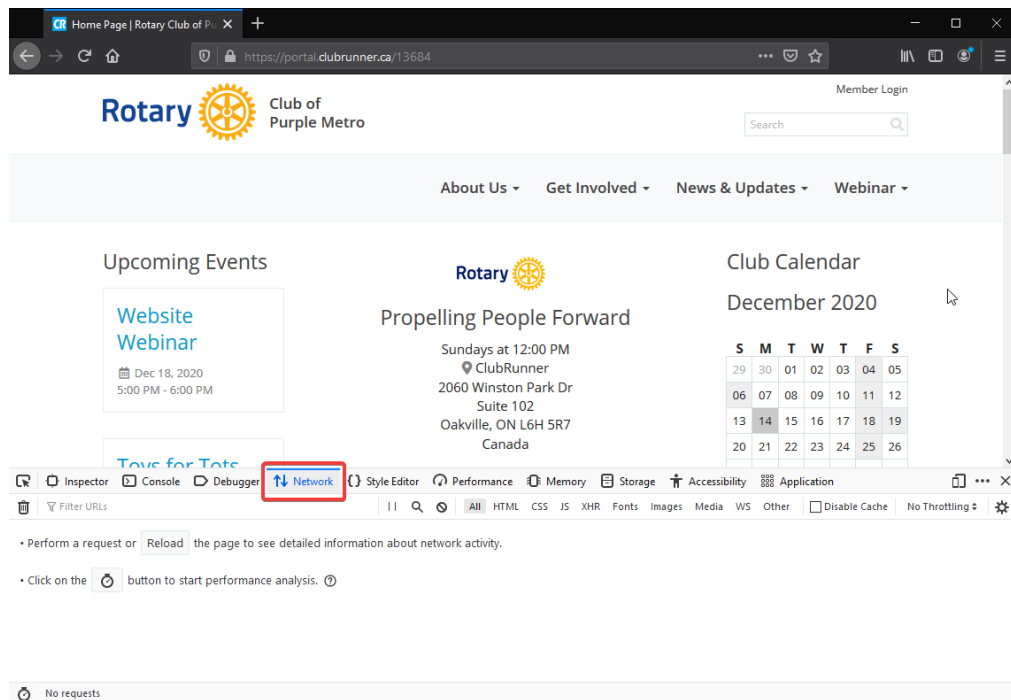 CR Home Page | Rotary Club of Pu
https://portal.clubrunner.ca/13684
Member Login
Rotary
Club of
Purple Metro
Search
About Us
Get Involved
News & Updates
Webinar
Upcoming Events
Website
Webinar
Dec 18, 2020
5:00 PM - 6:00 PM
Toys for Tots
Rotary
Propelling People Forward
Sundays at 12:00 PM
ClubRunner
2060 Winston Park Dr
Suite 102
Oakville, ON L6H 5R7
Canada
Club Calendar
December 2020
S M T W T F S
29 30 01 02 03 04 05
06 07 08 09 10 11 12
13 14 15 16 17 18 19
20 21 22 23 24 25 26
Inspector Console Debugger Network Style Editor Performance Memory Storage Accessibility Application
Filter URLs All HTML CSS JS XHR Fonts Images Media WS Other Disable Cache No Throttling
• Perform a request or Reload the page to see detailed information about network activity.
• Click on the button to start performance analysis.
No requests